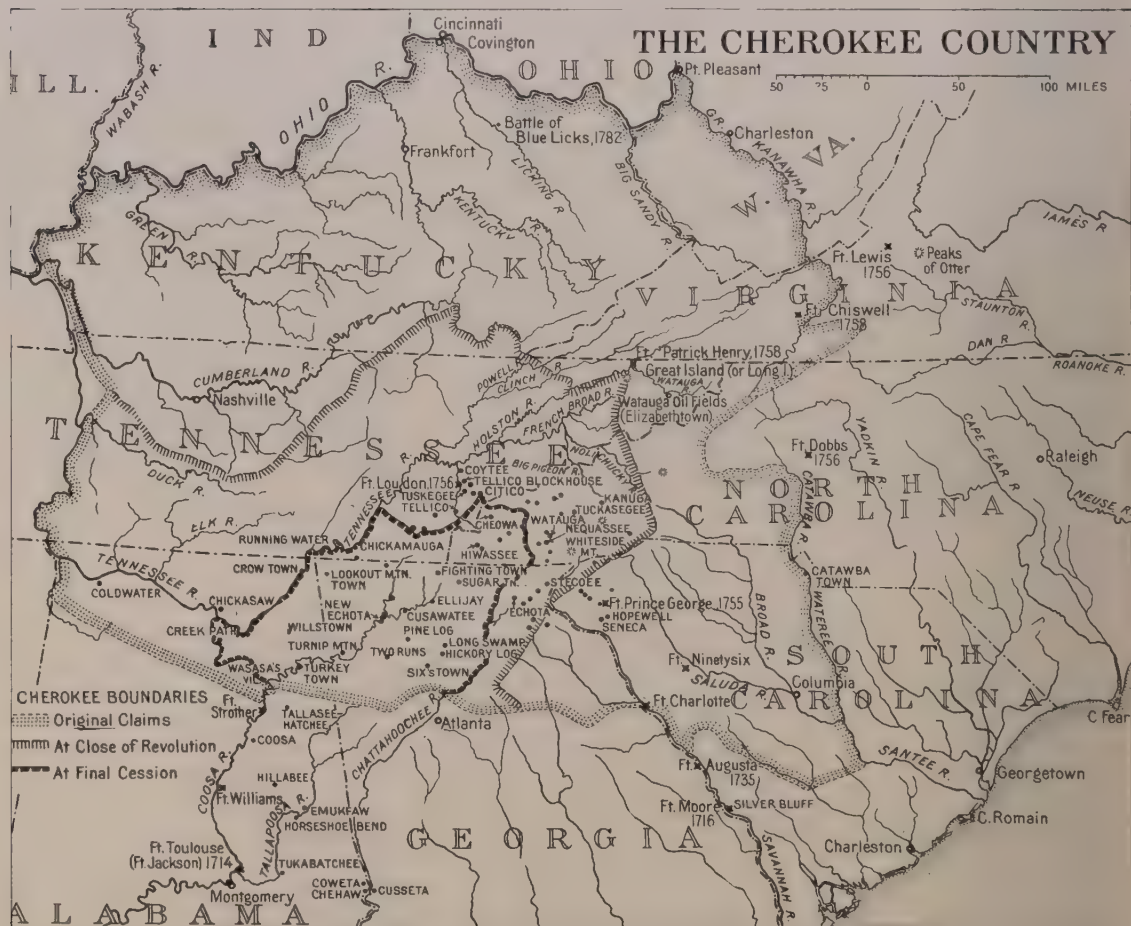 THE CHEROKEE COUNTRY
50 25 0 50 100 MILES
ILL.
IND
OHIO
W. VA.
KENTUCKY
VIRGINIA
TENNESSEE
NORTH
CAROLINA
SOUTH
CAROLINA
GEORGIA
ALABAMA
WABASH R.
OHIO R.
Cincinnati
Covington
Pt. Pleasant
Battle of
Blue Licks, 1782
Frankfort
LICKING R.
KENTUCKY R.
GREEN R.
BIG SANDY R.
GR. KANAWHA R.
Charleston
Ft. Lewis
1756
Peaks
of Otter
JAMES R.
Ft. Chiswell
1758
STAUNTON
R.
DAN R.
ROANOKE R.
CUMBERLAND R.
Nashville
POWELL R.
CLINCH
Ft. Patrick Henry, 1758
Great Island (or Long I.)
WATAUGA
Watauga Old Fields
(Elizabethtown)
HOLSTON R.
FRENCH BROAD R.
NOLICHUCKY
BIG PIGEON R.
DUCK R.
ELK R.
TENNESSEE R.
Ft. Loudon, 1756
COYTEE
TELLICO BLOCKHOUSE
CITICO
TUSKEGEE
TELLICO
CHEOWA
WATAUGA
KANUGA
TUCKASEGEE
NEQUASSEE
WHITESIDE
MT.
Ft. Dobbs
1756
YADKIN R.
CATAWBA R.
CAPE FEAR R.
Raleigh
NEUSE R.
RUNNING WATER
CHICKAMAUGA
HIWASSEE
CROW TOWN
LOOKOUT MTN.
TOWN
FIGHTING TOWN
SUGAR TN.
STECOEE
TENNESSEE R.
COLDWATER
CHICKASAW
NEW
ECHOTA
ELLIJAY
CUSAWATEE
PINE LOG
ECHOTA
Ft. Prince George, 1755
HOPEWELL
SENECA
CATAWBA
TOWN
CREEK PATH
WILLSTOWN
TURNIP MTN.
TWO RUNS
LONG SWAMP
HICKORY LOG
SIX'S TOWN
BROAD R.
WATEREE R.
Ft. Ninetysix
SALUDA R.
Columbia
WASASA'S
VIL.
TURKEY
TOWN
CHEROKEE BOUNDARIES
Original Claims
At Close of Revolution
At Final Cession
Ft.
Strother
TALLASEE
HATCHEE
COOSA
CHATTAHOOCHEE
Atlanta
Ft. Charlotte
C. Fear
SANTEE R.
Georgetown
HILLABEE
COOSA R.
Ft. Williams
TALLAPOOSA R.
EMUKFAW
HORSESHOE BEND
Ft. Augusta
1735
Ft. Moore
1716
SILVER BLUFF
C. Romain
Charleston
SAVANNAH R.
Ft. Toulouse
(Ft. Jackson) 1714
TUKABATCHEE
Montgomery
COWETA
CHEHAW
CUSSETA